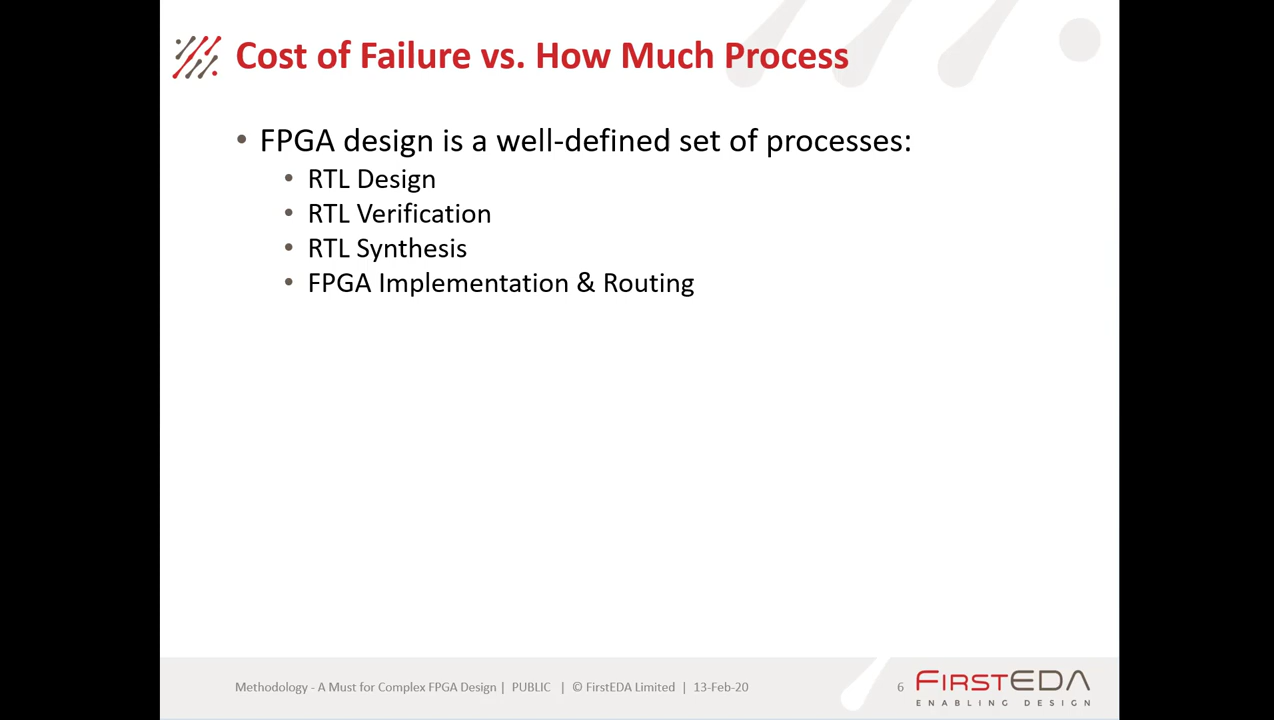 Cost of Failure vs. How Much Process
• FPGA design is a well-defined set of processes:
• RTL Design
• RTL Verification
• RTL Synthesis
• FPGA Implementation & Routing
Methodology - A Must for Complex FPGA Design | PUBLIC | © FirstEDA Limited | 13-Feb-20
6
FIRSTEDA
ENABLING DESIGN